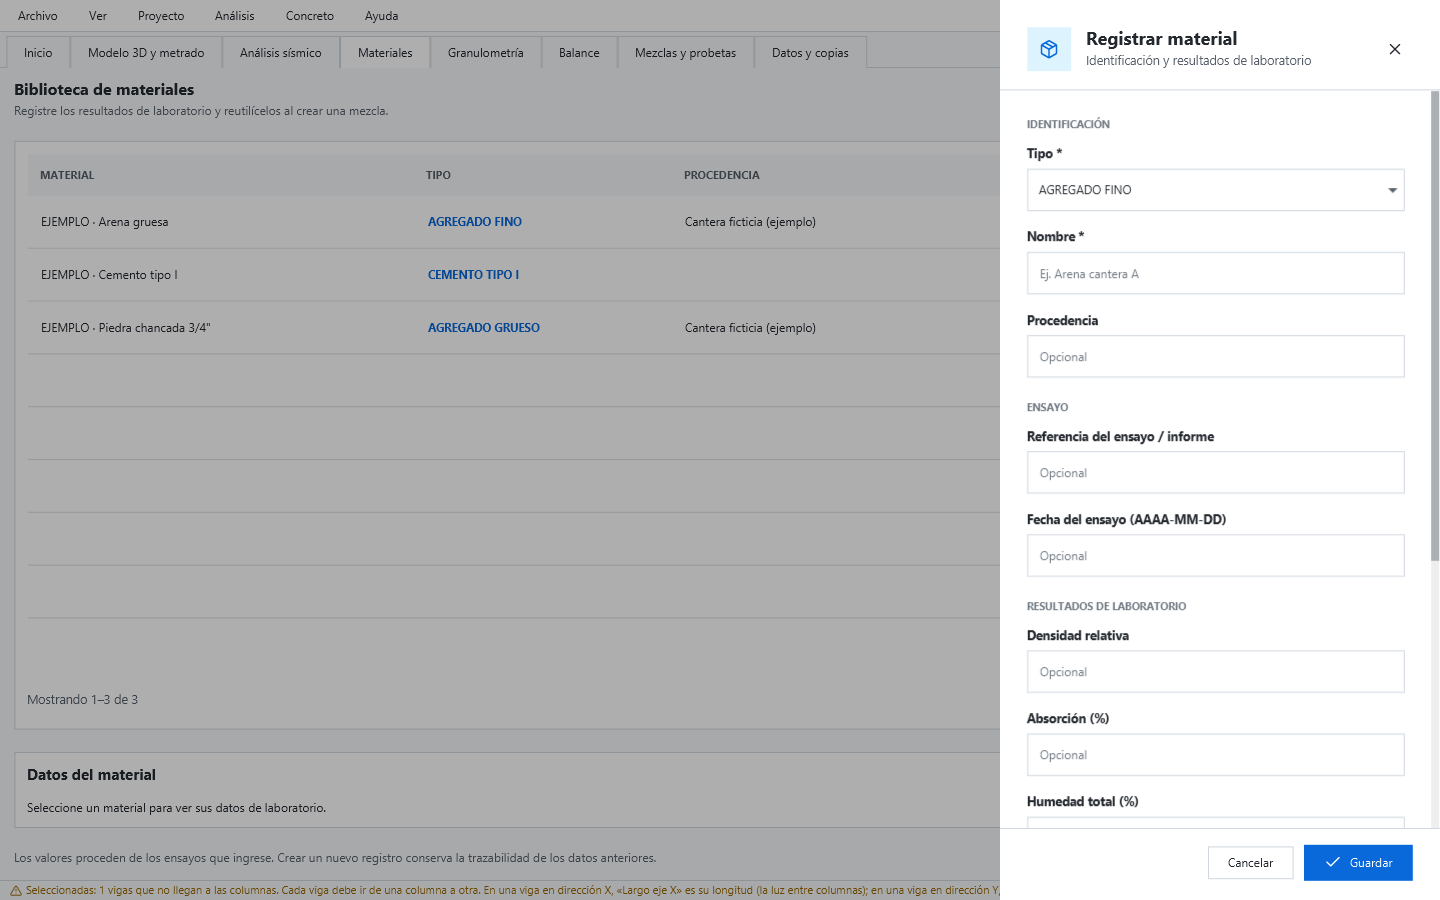 Archivo Ver Proyecto Análisis Concreto Ayuda
Inicio Modelo 3D y metrado Análisis sísmico Materiales Granulometría Balance Mezclas y probetas Datos y copias
Biblioteca de materiales
Registre los resultados de laboratorio y reutilícelos al crear una mezcla.
MATERIAL TIPO PROCEDENCIA
EJEMPLO · Arena gruesa AGREGADO FINO Cantera ficticia (ejemplo)
EJEMPLO · Cemento tipo I CEMENTO TIPO I
EJEMPLO · Piedra chancada 3/4" AGREGADO GRUESO Cantera ficticia (ejemplo)
Mostrando 1–3 de 3
Datos del material
Seleccione un material para ver sus datos de laboratorio.
Los valores proceden de los ensayos que ingrese. Crear un nuevo registro conserva la trazabilidad de los datos anteriores.
Seleccionadas: 1 vigas que no llegan a las columnas. Cada viga debe ir de una columna a otra. En una viga en dirección X, «Largo eje X» es su longitud (la luz entre columnas); en una viga en dirección Y,
Registrar material
Identificación y resultados de laboratorio
IDENTIFICACIÓN
Tipo *
AGREGADO FINO
Nombre *
Ej. Arena cantera A
Procedencia
Opcional
ENSAYO
Referencia del ensayo / informe
Opcional
Fecha del ensayo (AAAA-MM-DD)
Opcional
RESULTADOS DE LABORATORIO
Densidad relativa
Opcional
Absorción (%)
Opcional
Humedad total (%)
Cancelar Guardar